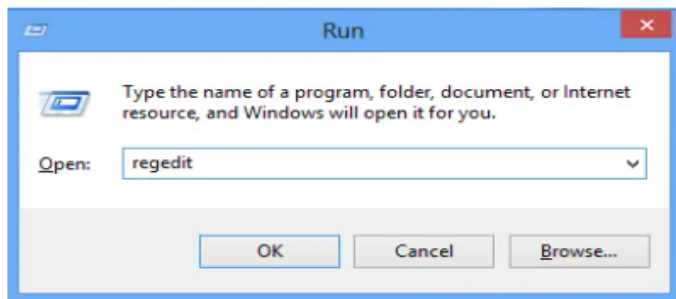 Run
Type the name of a program, folder, document, or Internet
resource, and Windows will open it for you.
Open: regedit
OK Cancel Browse...